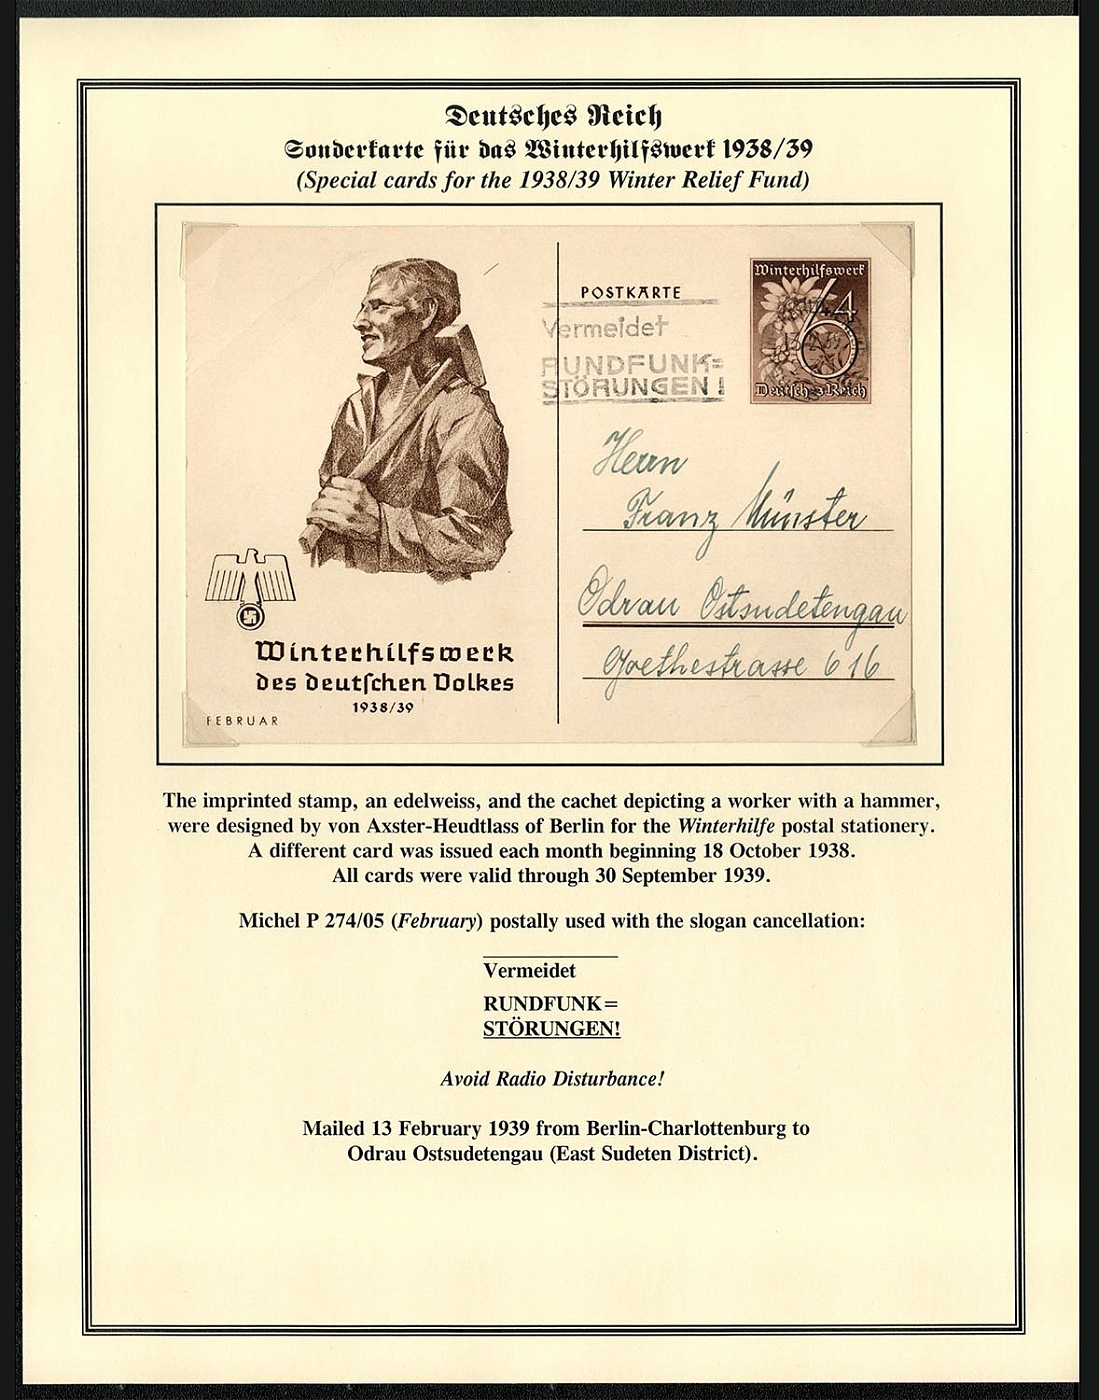 Deutsches Reich
Sonderkarte für das Winterhilfswerk 1938/39
(Special cards for the 1938/39 Winter Relief Fund)
POSTKARTE
Vermeidet
RUNDFUNK=
STÖRUNGEN!
Winterhilfswerk
6
4
Deutsches Reich
Herrn
Franz Münster
Odrau Ostsudetengau
Goethestrasse 616
Winterhilfswerk
des deutschen Volkes
1938/39
FEBRUAR
The imprinted stamp, an edelweiss, and the cachet depicting a worker with a hammer,
were designed by von Axster-Heudtlass of Berlin for the Winterhilfe postal stationery.
A different card was issued each month beginning 18 October 1938.
All cards were valid through 30 September 1939.
Michel P 274/05 (February) postally used with the slogan cancellation:
Vermeidet
RUNDFUNK=
STÖRUNGEN!
Avoid Radio Disturbance!
Mailed 13 February 1939 from Berlin-Charlottenburg to
Odrau Ostsudetengau (East Sudeten District).